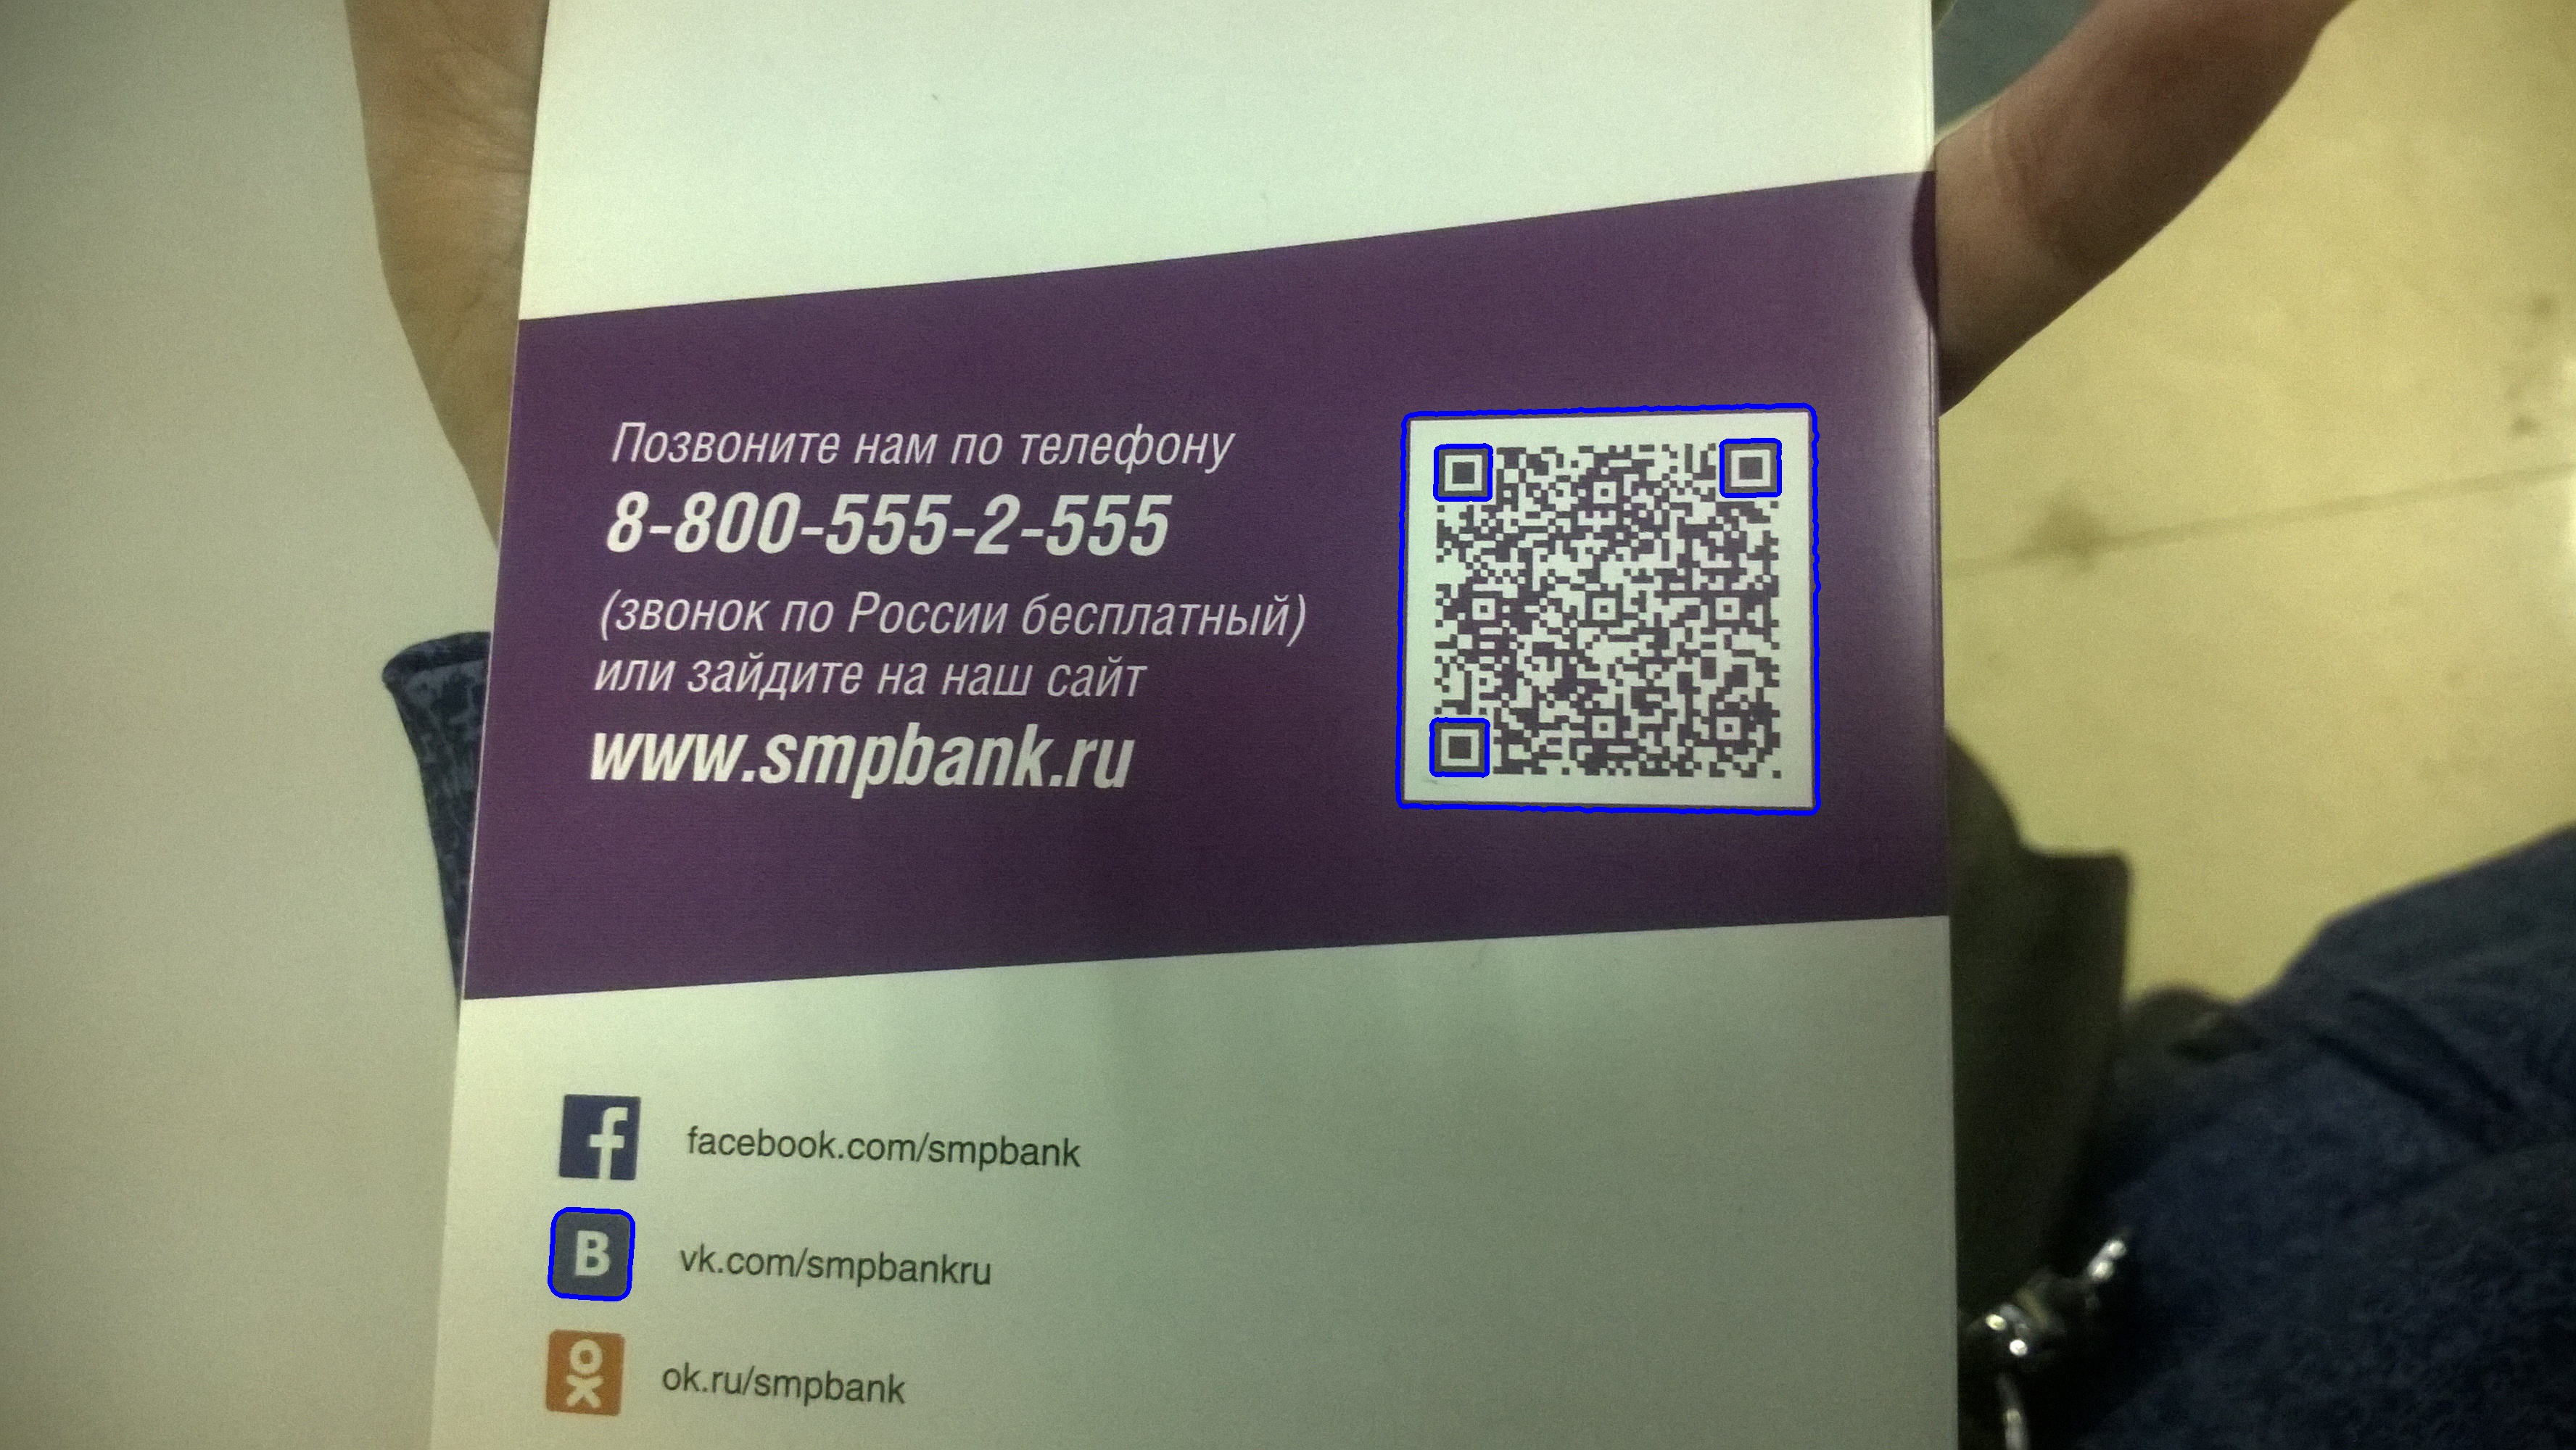 Позвоните нам по телефону
8-800-555-2-555
(звонок по России бесплатный)
или зайдите на наш сайт
www.smpbank.ru
f facebook.com/smpbank
B vk.com/smpbankru
ok.ru/smpbank